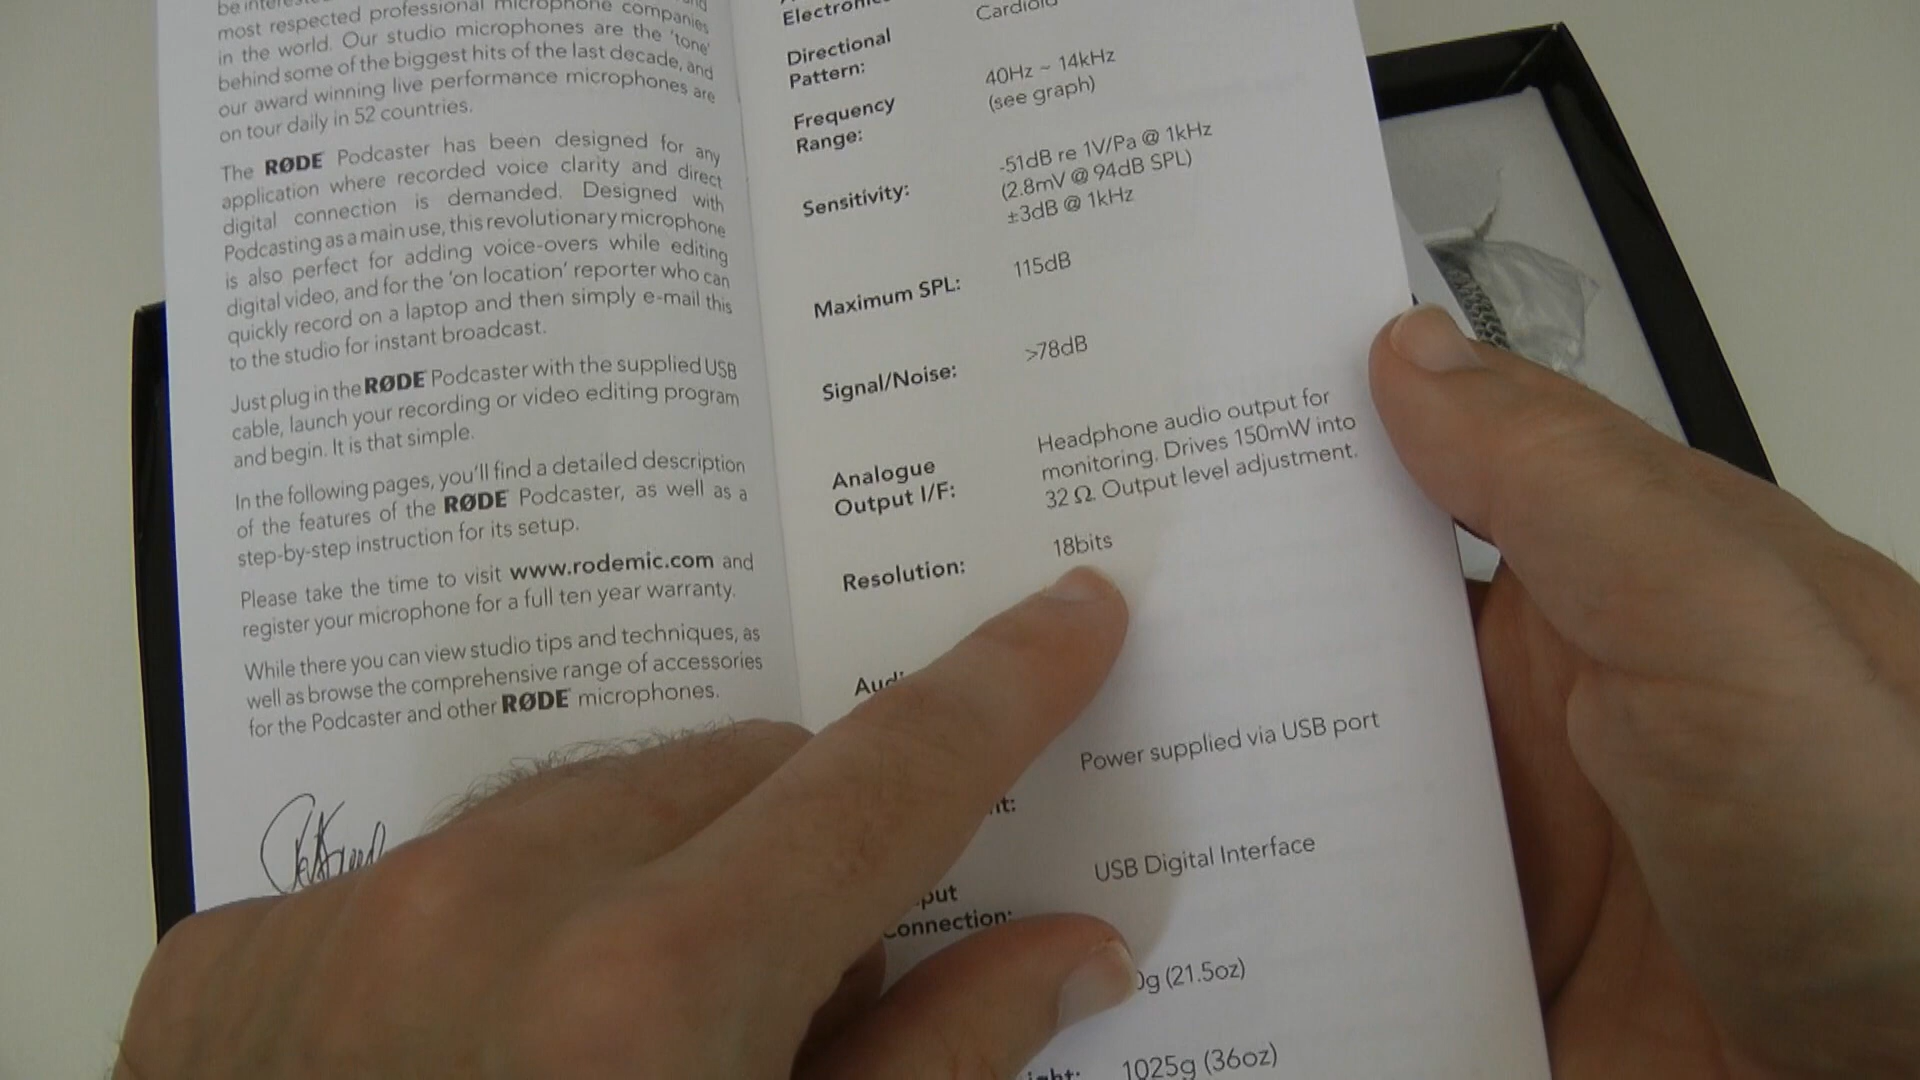 be interested
most respected professional microphone companies
in the world. Our studio microphones are the 'tone'
behind some of the biggest hits of the last decade, and
our award winning live performance microphones are
on tour daily in 52 countries.
The RØDE Podcaster has been designed for any
application where recorded voice clarity and direct
digital connection is demanded. Designed with
Podcasting as a main use, this revolutionary microphone
is also perfect for adding voice-overs while editing
digital video, and for the 'on location' reporter who can
quickly record on a laptop and then simply e-mail this
to the studio for instant broadcast.
Just plug in the RØDE Podcaster with the supplied USB
cable, launch your recording or video editing program
and begin. It is that simple.
In the following pages, you'll find a detailed description
of the features of the RØDE Podcaster, as well as a
step-by-step instruction for its setup.
Please take the time to visit www.rodemic.com and
register your microphone for a full ten year warranty.
While there you can view studio tips and techniques, as
well as browse the comprehensive range of accessories
for the Podcaster and other RØDE microphones.
Cardioid
Directional
Pattern:
Frequency
Range:
40Hz ~ 14kHz
(see graph)
Sensitivity:
-51dB re 1V/Pa @ 1kHz
(2.8mV @ 94dB SPL)
±3dB @ 1kHz
Maximum SPL:
115dB
Signal/Noise:
>78dB
Analogue
Output I/F:
Headphone audio output for
monitoring. Drives 150mW into
32 Ω. Output level adjustment.
Resolution:
18bits
Power supplied via USB port
USB Digital Interface
(21.5oz)
1025g (36oz)